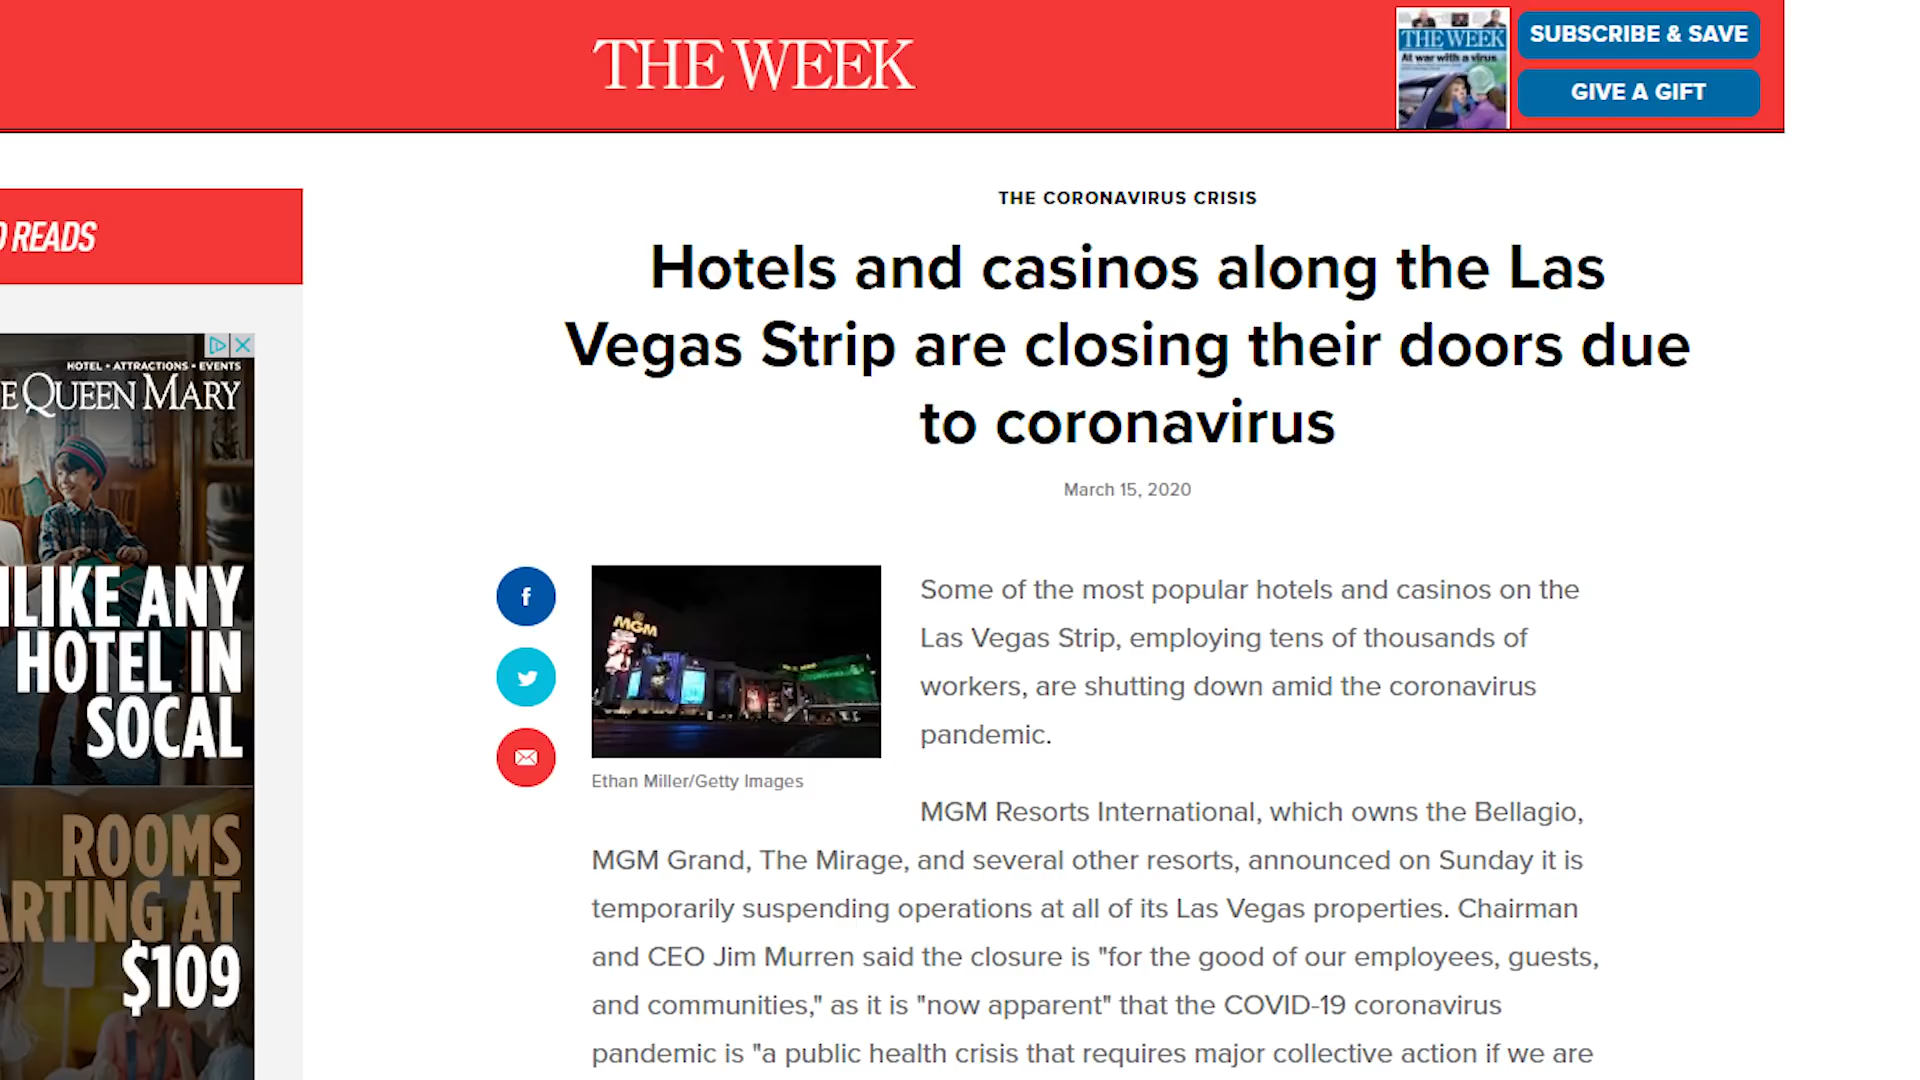 THE WEEK
THE WEEK
At war with a virus
SUBSCRIBE & SAVE
GIVE A GIFT
READS
THE CORONAVIRUS CRISIS
Hotels and casinos along the Las
Vegas Strip are closing their doors due
to coronavirus
March 15, 2020
HOTEL • ATTRACTIONS • EVENTS
QUEEN MARY
ANY
HOTEL IN
SOCAL
ROOMS
AT
$109
f
MGM
Ethan Miller/Getty Images
Some of the most popular hotels and casinos on the
Las Vegas Strip, employing tens of thousands of
workers, are shutting down amid the coronavirus
pandemic.
MGM Resorts International, which owns the Bellagio,
MGM Grand, The Mirage, and several other resorts, announced on Sunday it is
temporarily suspending operations at all of its Las Vegas properties. Chairman
and CEO Jim Murren said the closure is "for the good of our employees, guests,
and communities," as it is "now apparent" that the COVID-19 coronavirus
pandemic is "a public health crisis that requires major collective action if we are